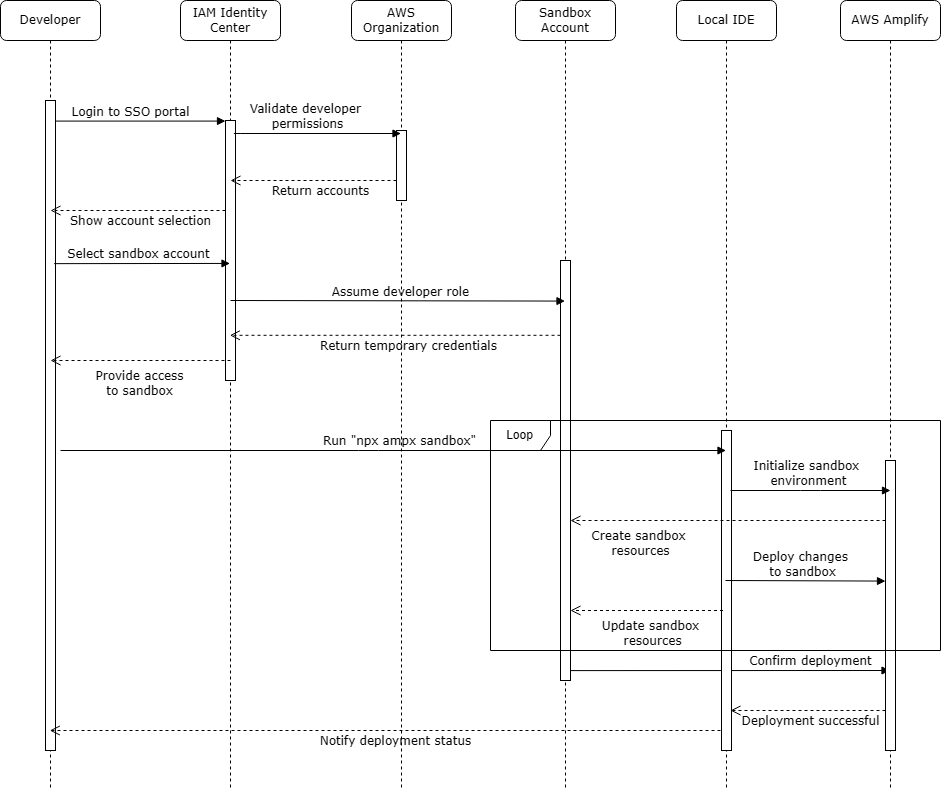 Developer
IAM Identity
Center
AWS
Organization
Sandbox
Account
Local IDE
AWS Amplify
Login to SSO portal
Validate developer
permissions
Return accounts
Show account selection
Select sandbox account
Assume developer role
Return temporary credentials
Provide access
to sandbox
Loop
Run "npx ampx sandbox"
Initialize sandbox
environment
Create sandbox
resources
Deploy changes
to sandbox
Update sandbox
resources
Confirm deployment
Deployment successful
Notify deployment status